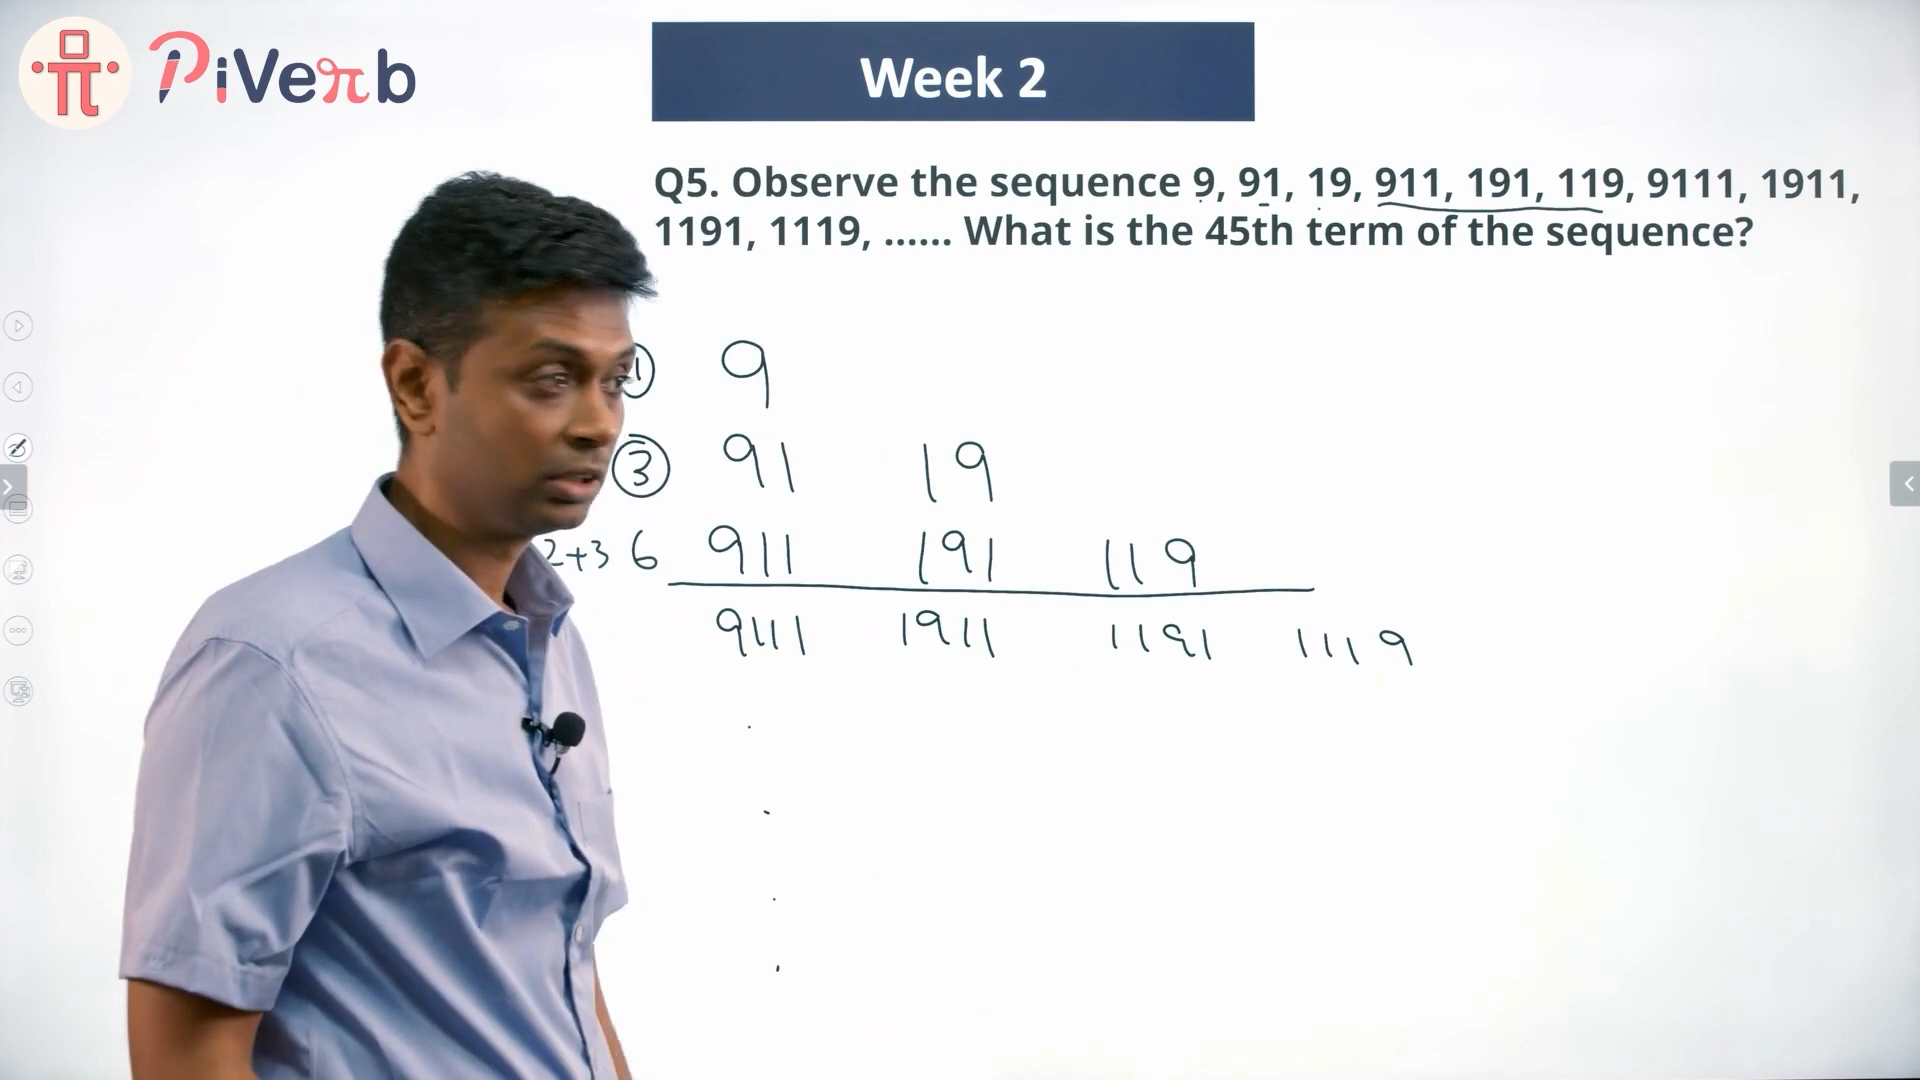 PiVerπb
Week 2
Q5. Observe the sequence 9, 91, 19, 911, 191, 119, 9111, 1911,
1191, 1119, ...... What is the 45th term of the sequence?
1 9
3 91 19
2+3 6 911 191 119
9111 1911 1191 1119